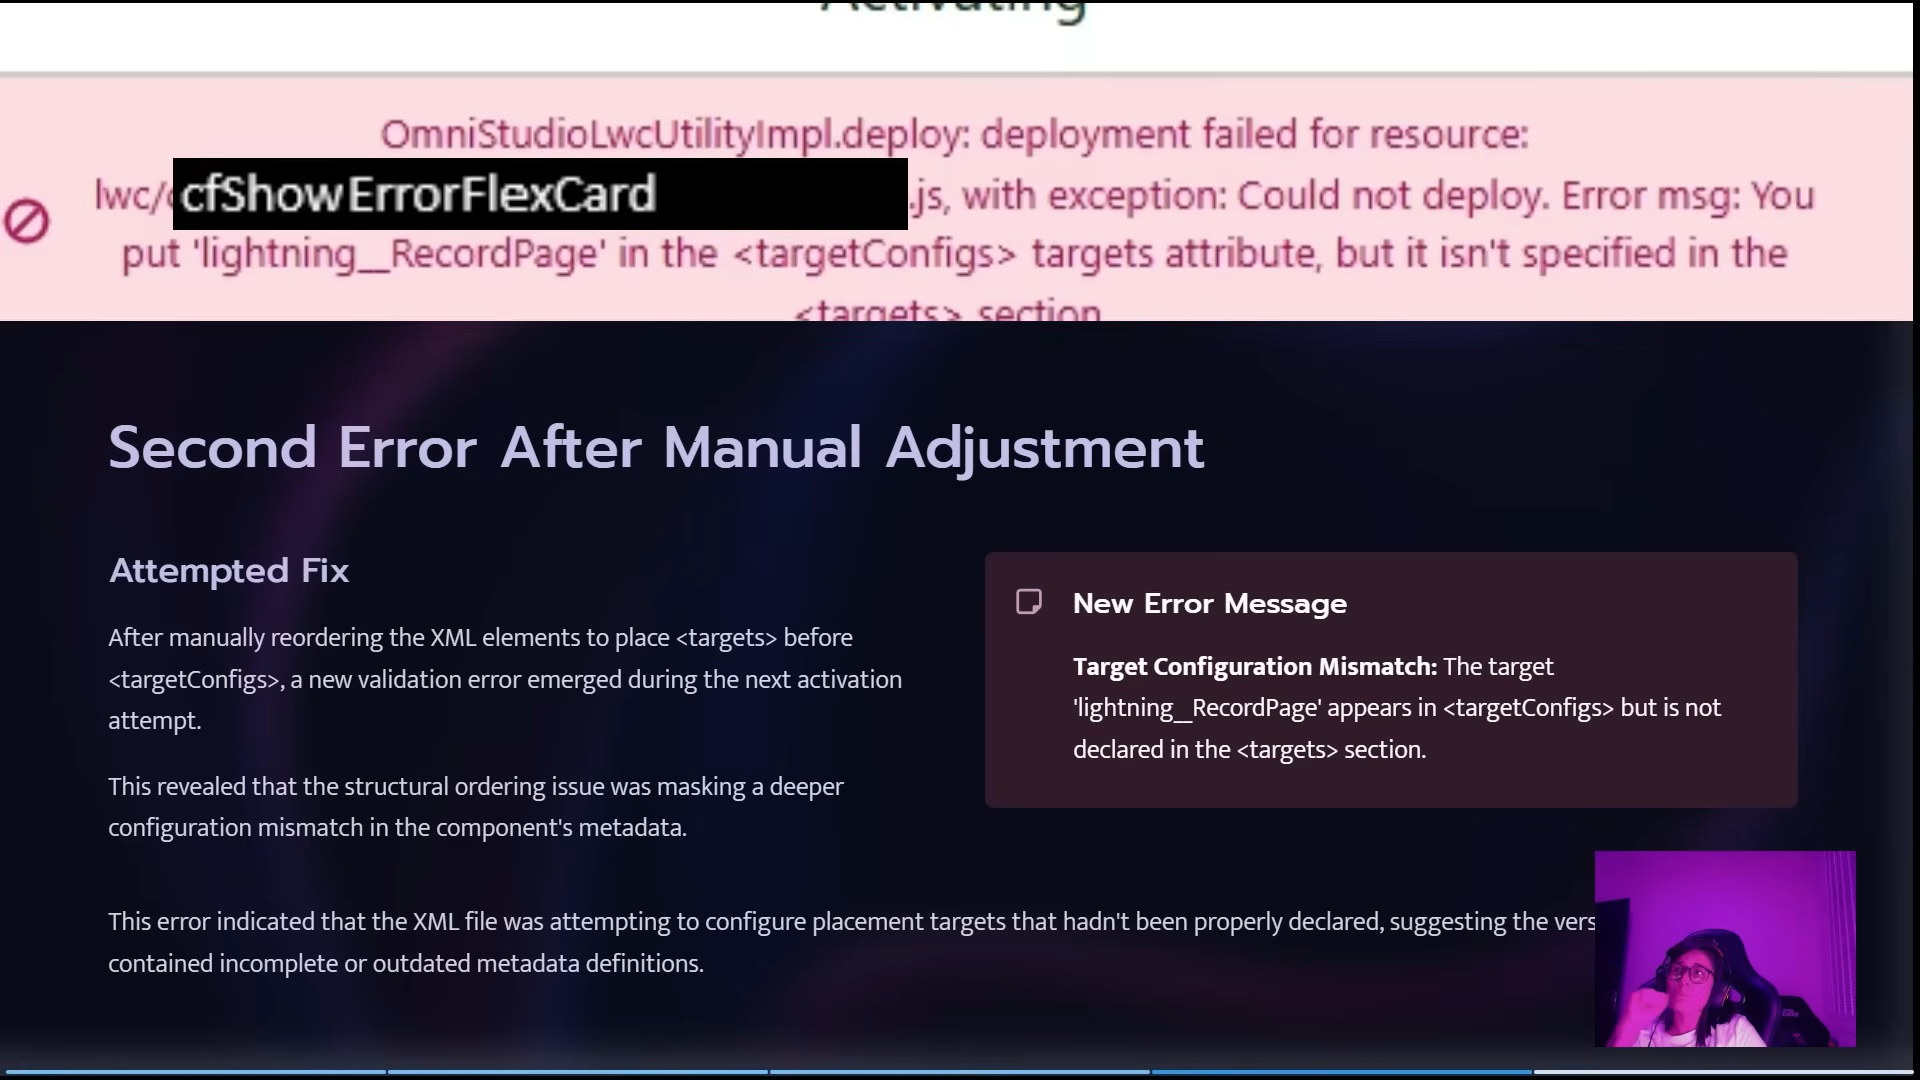 Activating
OmniStudioLwcUtilityImpl.deploy: deployment failed for resource:
lwc/c cfShowErrorFlexCard .js, with exception: Could not deploy. Error msg: You
put 'lightning__RecordPage' in the <targetConfigs> targets attribute, but it isn't specified in the
<targets> section
Second Error After Manual Adjustment
Attempted Fix
After manually reordering the XML elements to place <targets> before
<targetConfigs>, a new validation error emerged during the next activation
attempt.
This revealed that the structural ordering issue was masking a deeper
configuration mismatch in the component's metadata.
New Error Message
Target Configuration Mismatch: The target
'lightning__RecordPage' appears in <targetConfigs> but is not
declared in the <targets> section.
This error indicated that the XML file was attempting to configure placement targets that hadn't been properly declared, suggesting the vers
contained incomplete or outdated metadata definitions.